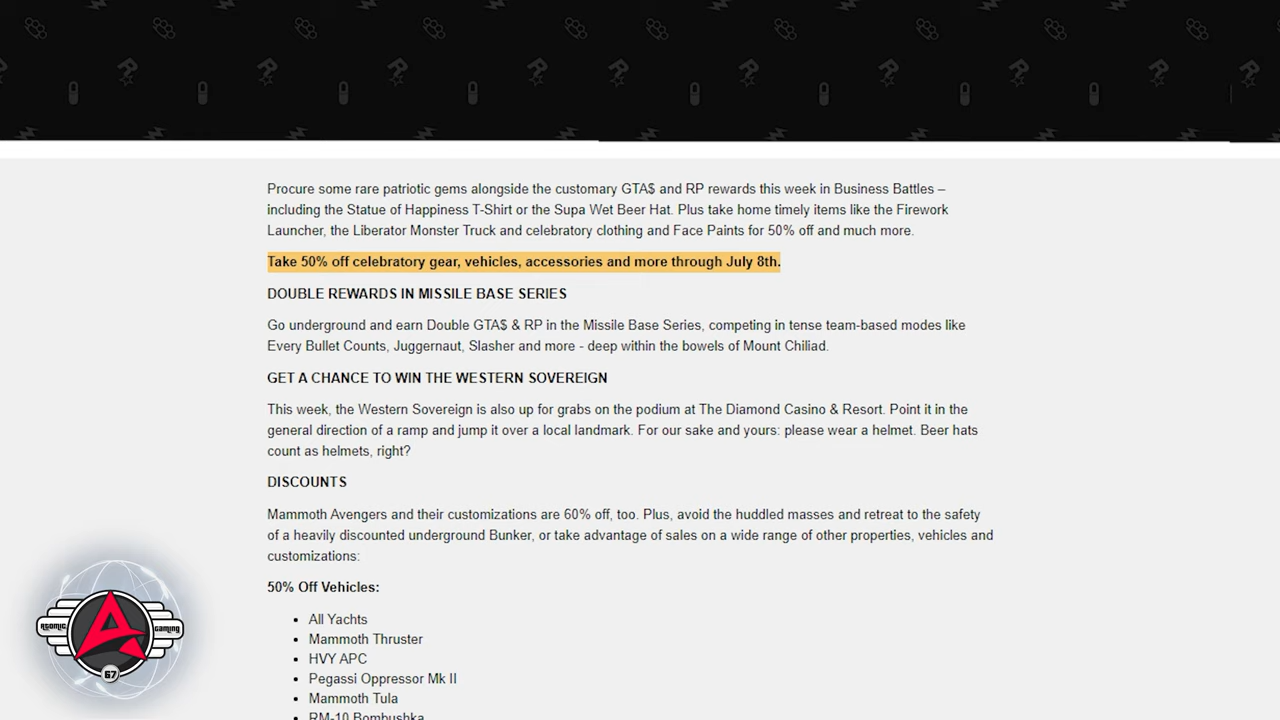 Procure some rare patriotic gems alongside the customary GTA$ and RP rewards this week in Business Battles –
including the Statue of Happiness T-Shirt or the Supa Wet Beer Hat. Plus take home timely items like the Firework
Launcher, the Liberator Monster Truck and celebratory clothing and Face Paints for 50% off and much more.
Take 50% off celebratory gear, vehicles, accessories and more through July 8th.
DOUBLE REWARDS IN MISSILE BASE SERIES
Go underground and earn Double GTA$ & RP in the Missile Base Series, competing in tense team-based modes like
Every Bullet Counts, Juggernaut, Slasher and more - deep within the bowels of Mount Chiliad.
GET A CHANCE TO WIN THE WESTERN SOVEREIGN
This week, the Western Sovereign is also up for grabs on the podium at The Diamond Casino & Resort. Point it in the
general direction of a ramp and jump it over a local landmark. For our sake and yours: please wear a helmet. Beer hats
count as helmets, right?
DISCOUNTS
Mammoth Avengers and their customizations are 60% off, too. Plus, avoid the huddled masses and retreat to the safety
of a heavily discounted underground Bunker, or take advantage of sales on a wide range of other properties, vehicles and
customizations:
50% Off Vehicles:
• All Yachts
• Mammoth Thruster
• HVY APC
• Pegassi Oppressor Mk II
• Mammoth Tula
• RM-10 Bombushka
ATOMIC GAMING
67